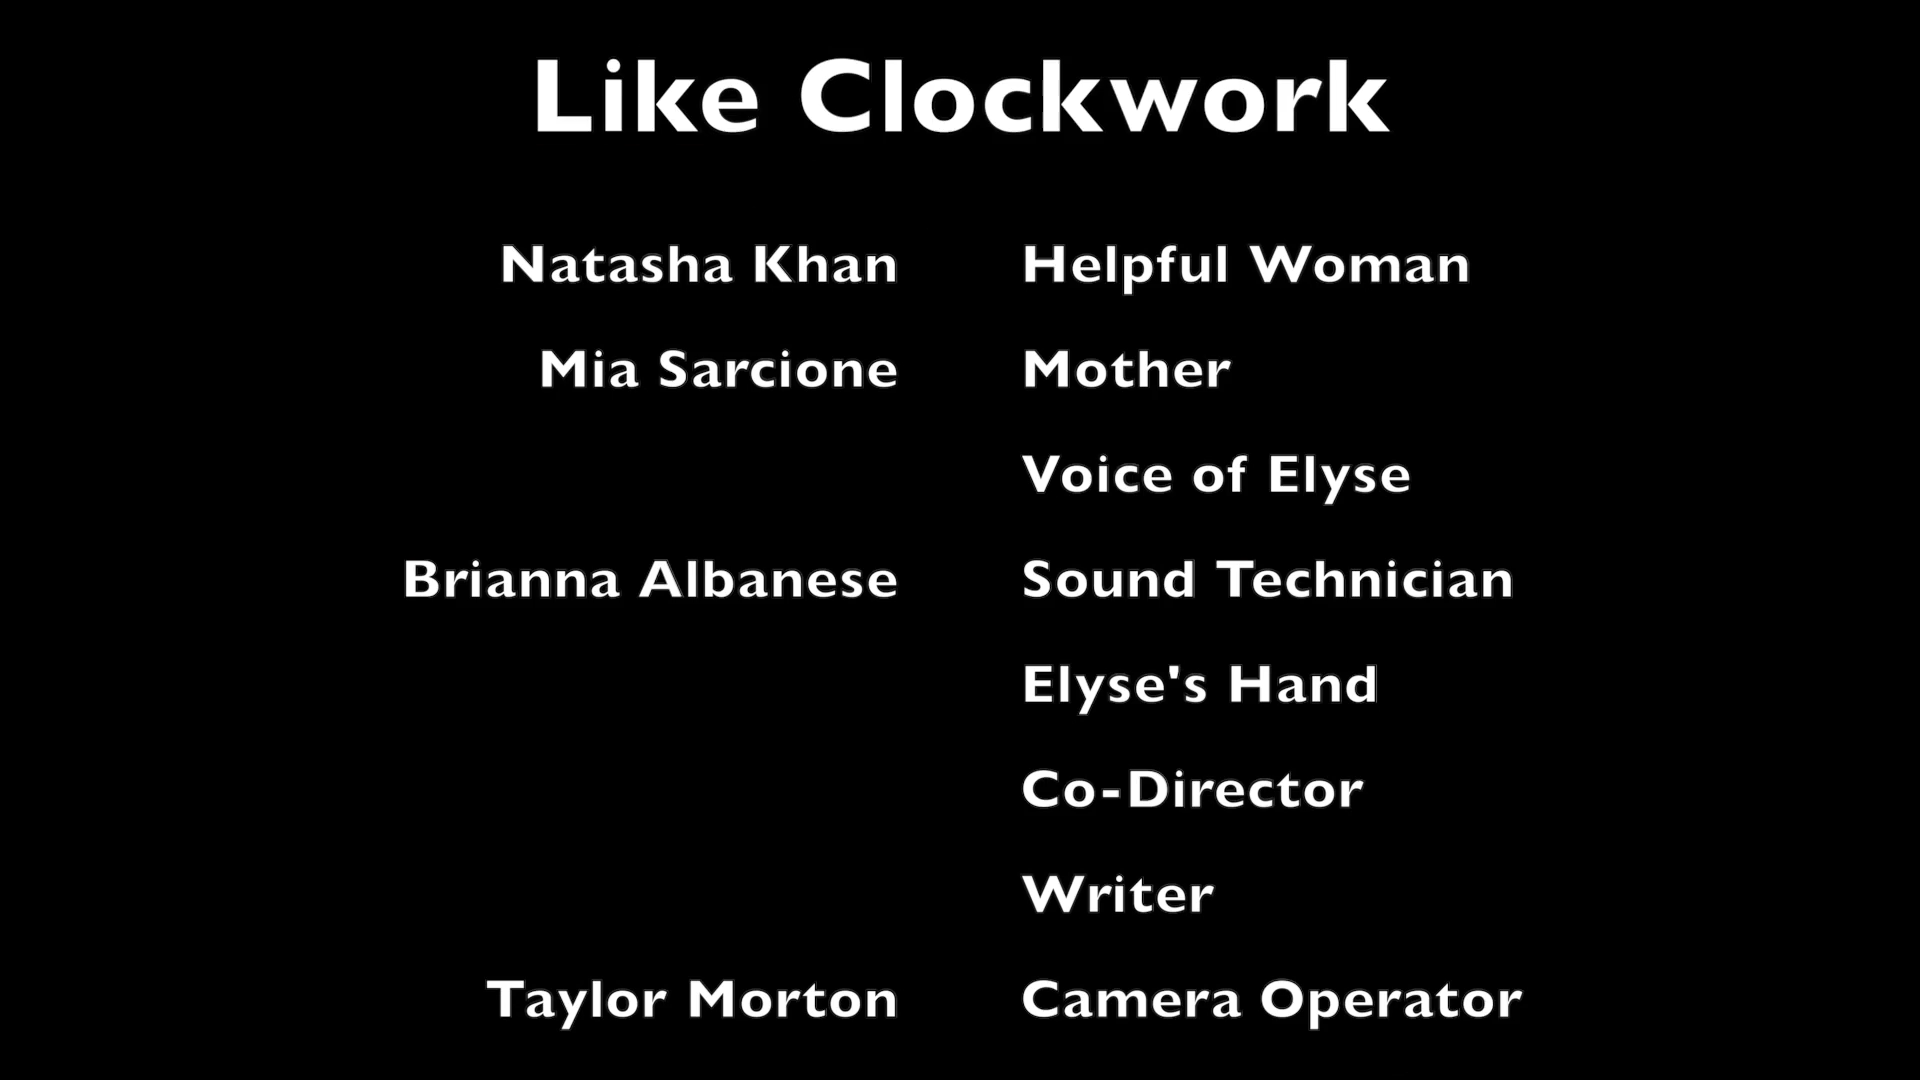 Like Clockwork
Natasha Khan Helpful Woman
Mia Sarcione Mother
Voice of Elyse
Brianna Albanese Sound Technician
Elyse's Hand
Co-Director
Writer
Taylor Morton Camera Operator